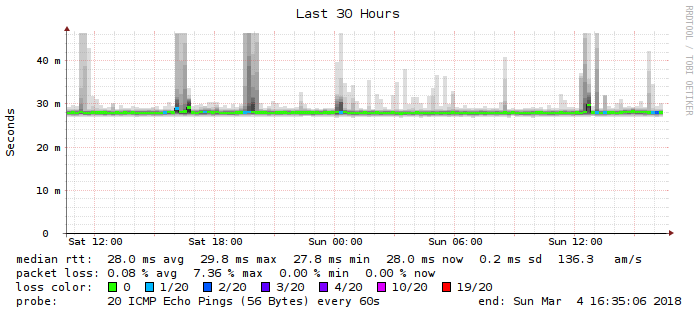 Last 30 Hours
RRDTOOL / TOBI OETIKER
Seconds
40 m
30 m
20 m
10 m
0
Sat 12:00 Sat 18:00 Sun 00:00 Sun 06:00 Sun 12:00
median rtt: 28.0 ms avg 29.8 ms max 27.8 ms min 28.0 ms now 0.2 ms sd 136.3 am/s
packet loss: 0.08 % avg 7.36 % max 0.00 % min 0.00 % now
loss color: 0 1/20 2/20 3/20 4/20 10/20 19/20
probe: 20 ICMP Echo Pings (56 Bytes) every 60s end: Sun Mar 4 16:35:06 2018